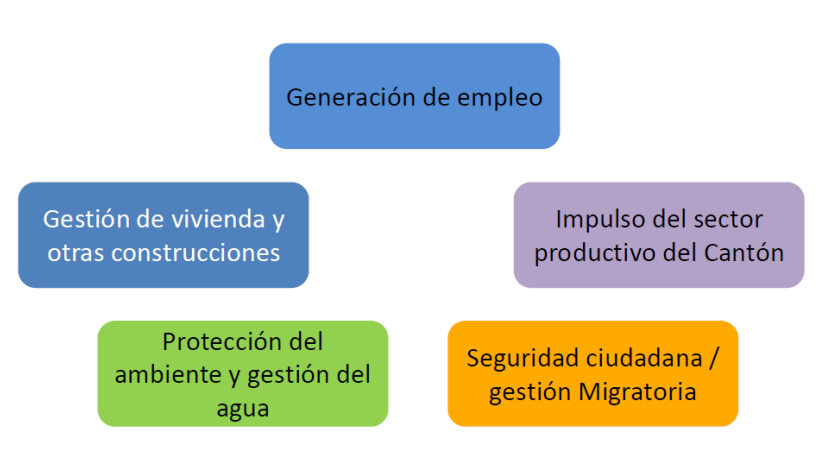 Generación de empleo
Gestión de vivienda y
otras construcciones
Impulso del sector
productivo del Cantón
Protección del
ambiente y gestión del
agua
Seguridad ciudadana /
gestión Migratoria